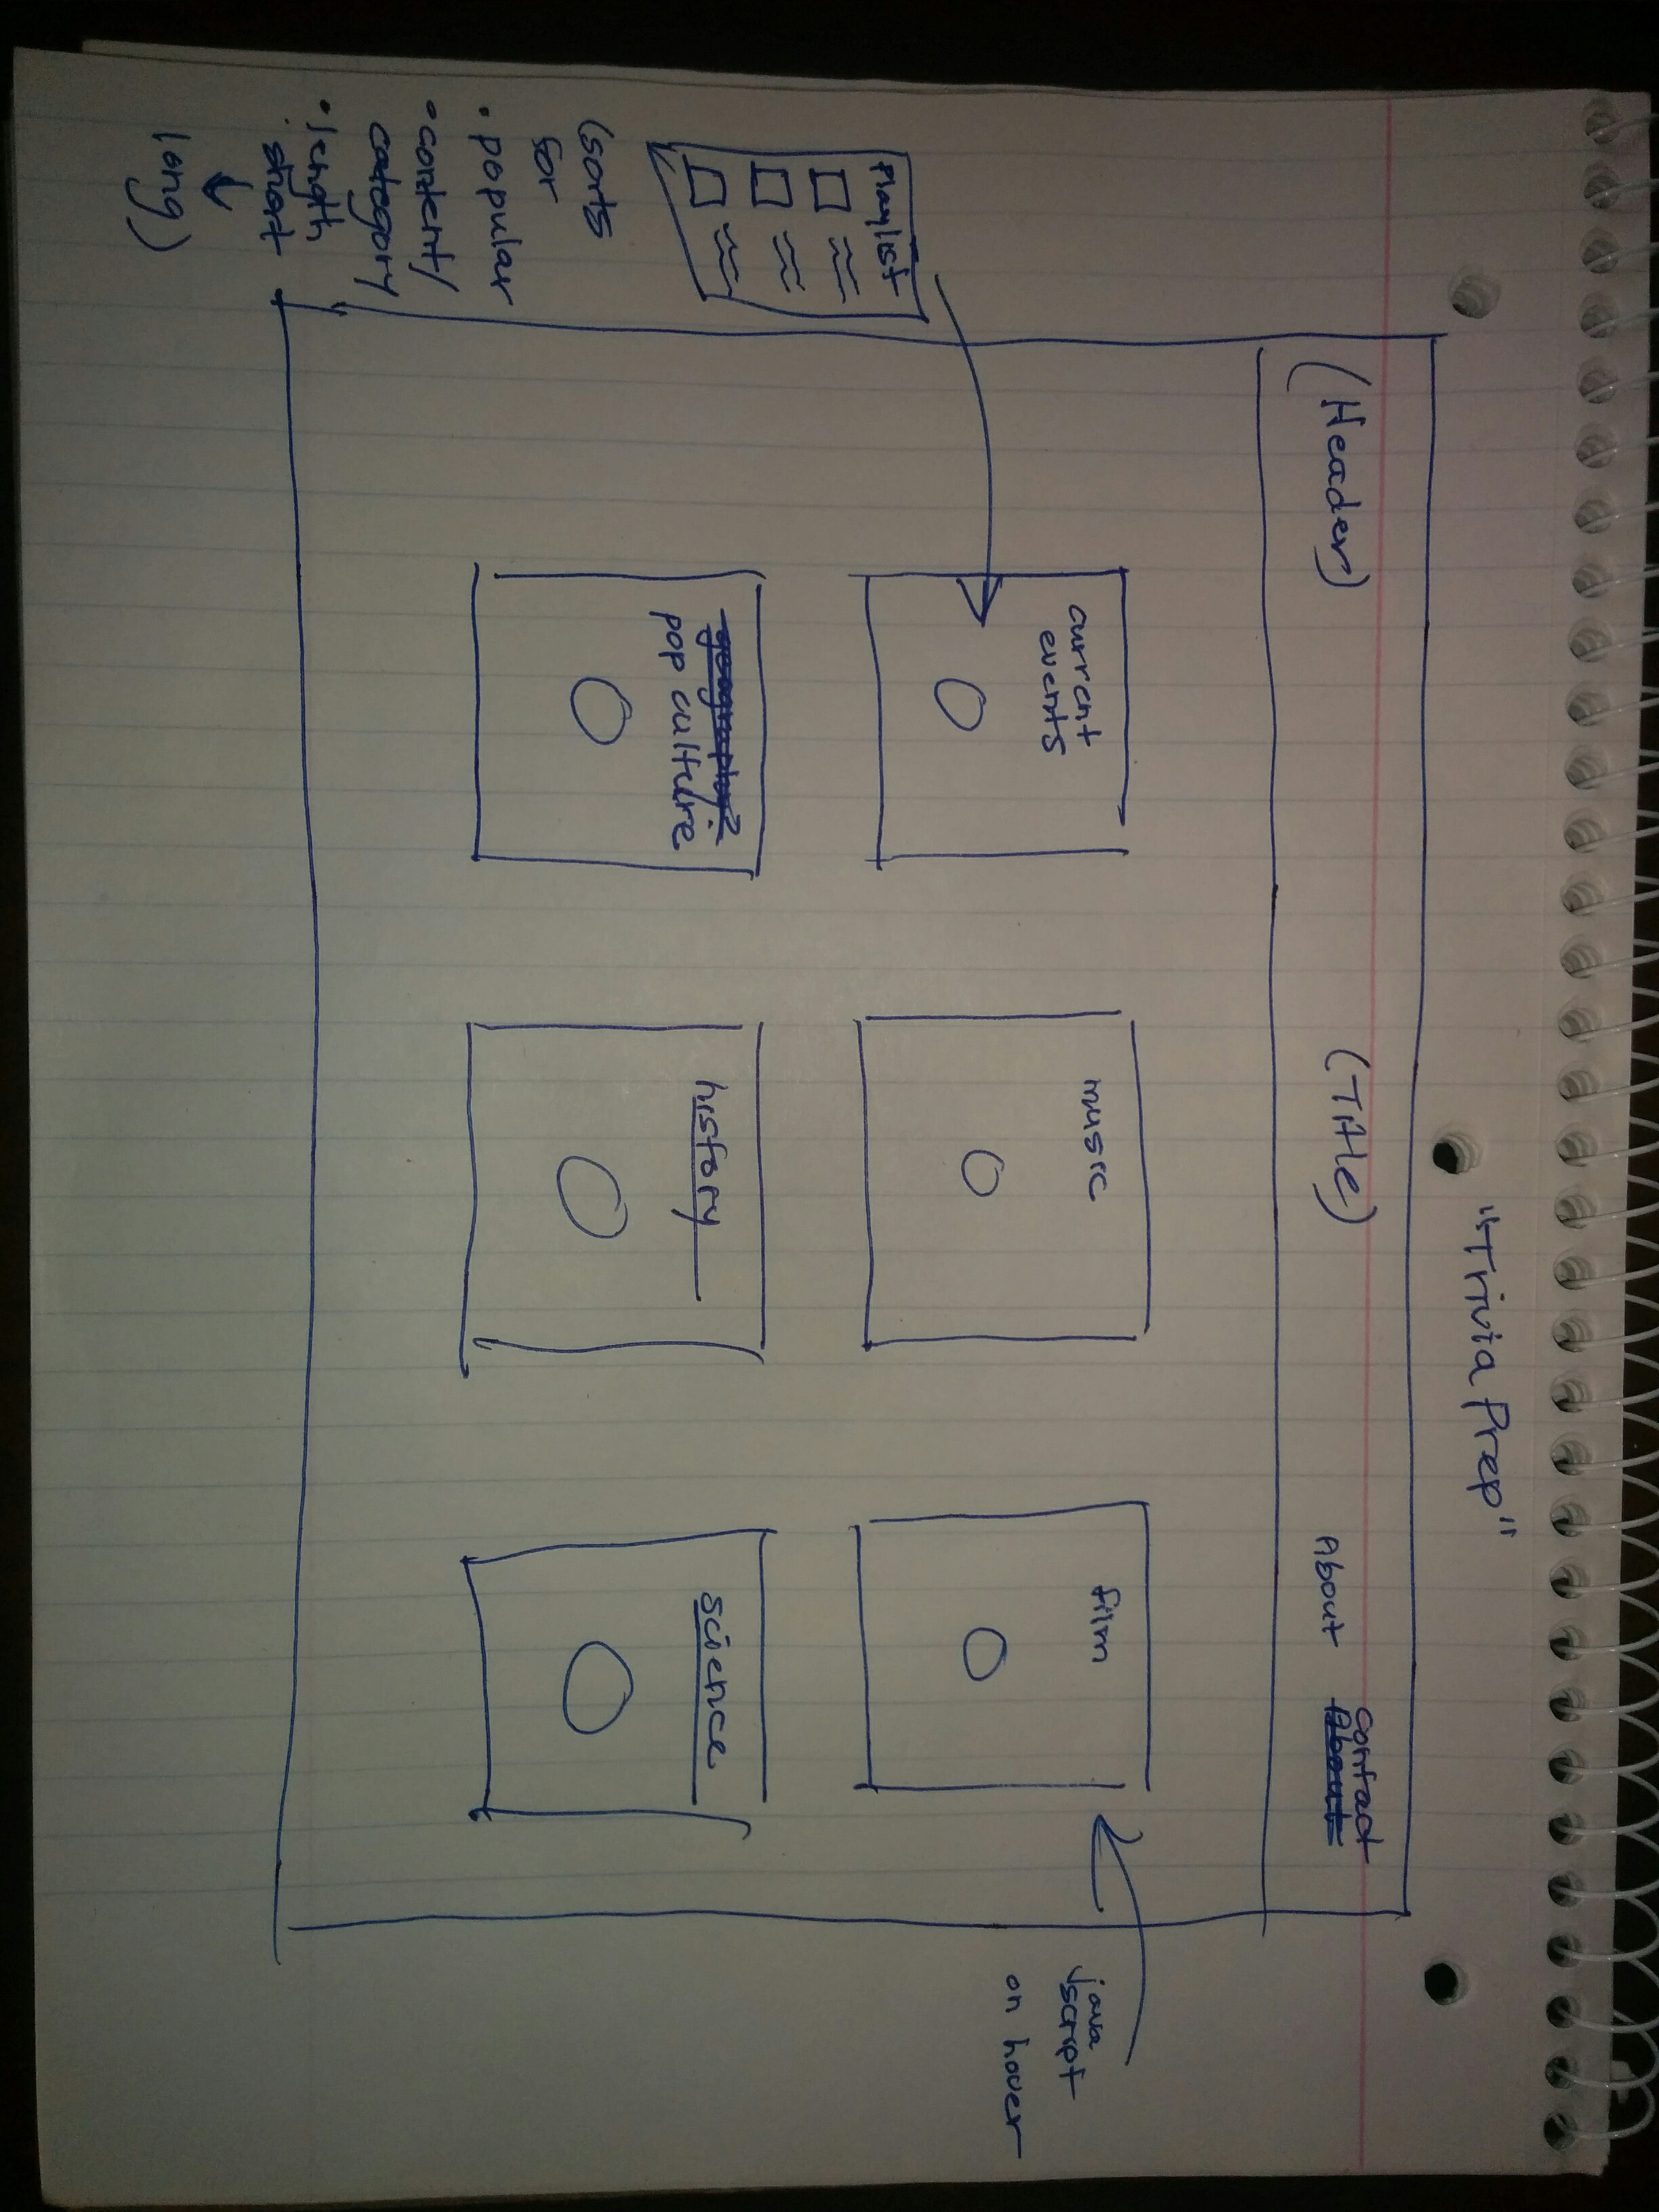 "Trivia Prep"
(Header) (Title) About contact
About
current
events
music
film
java
script
on hover
Playlist
pop culture
history
science
(sorts
for
• popular
• content/
category
• length
short
↓
long)